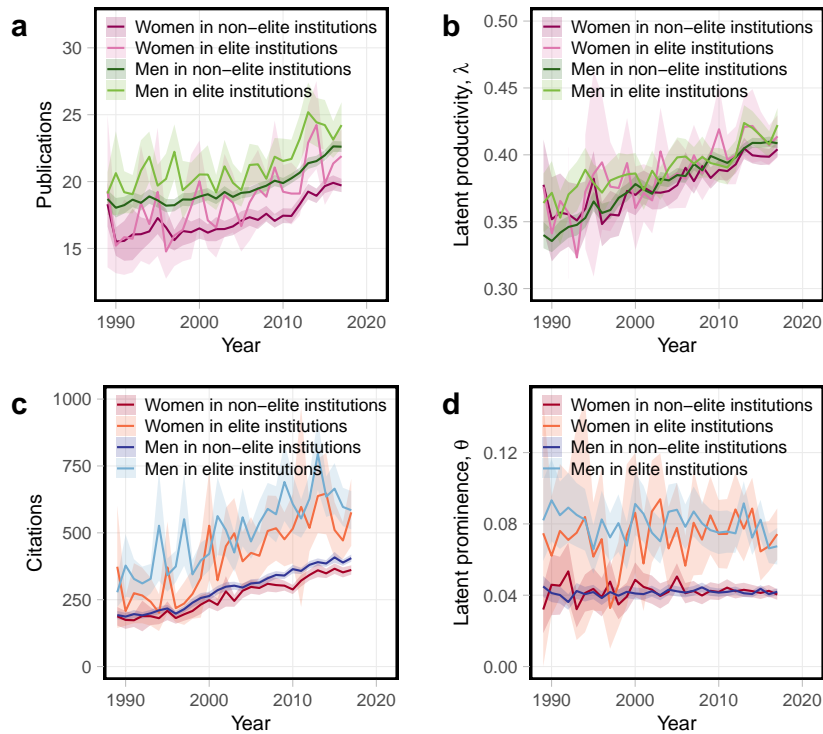 a
Women in non−elite institutions
Women in elite institutions
Men in non−elite institutions
Men in elite institutions
30
25
20
15
Publications
1990
2000
2010
2020
Year
b
Women in non−elite institutions
Women in elite institutions
Men in non−elite institutions
Men in elite institutions
0.50
0.45
0.40
0.35
0.30
Latent productivity, λ
1990
2000
2010
2020
Year
c
Women in non−elite institutions
Women in elite institutions
Men in non−elite institutions
Men in elite institutions
1000
750
500
250
0
Citations
1990
2000
2010
2020
Year
d
Women in non−elite institutions
Women in elite institutions
Men in non−elite institutions
Men in elite institutions
0.12
0.08
0.04
0.00
Latent prominence, θ
1990
2000
2010
2020
Year